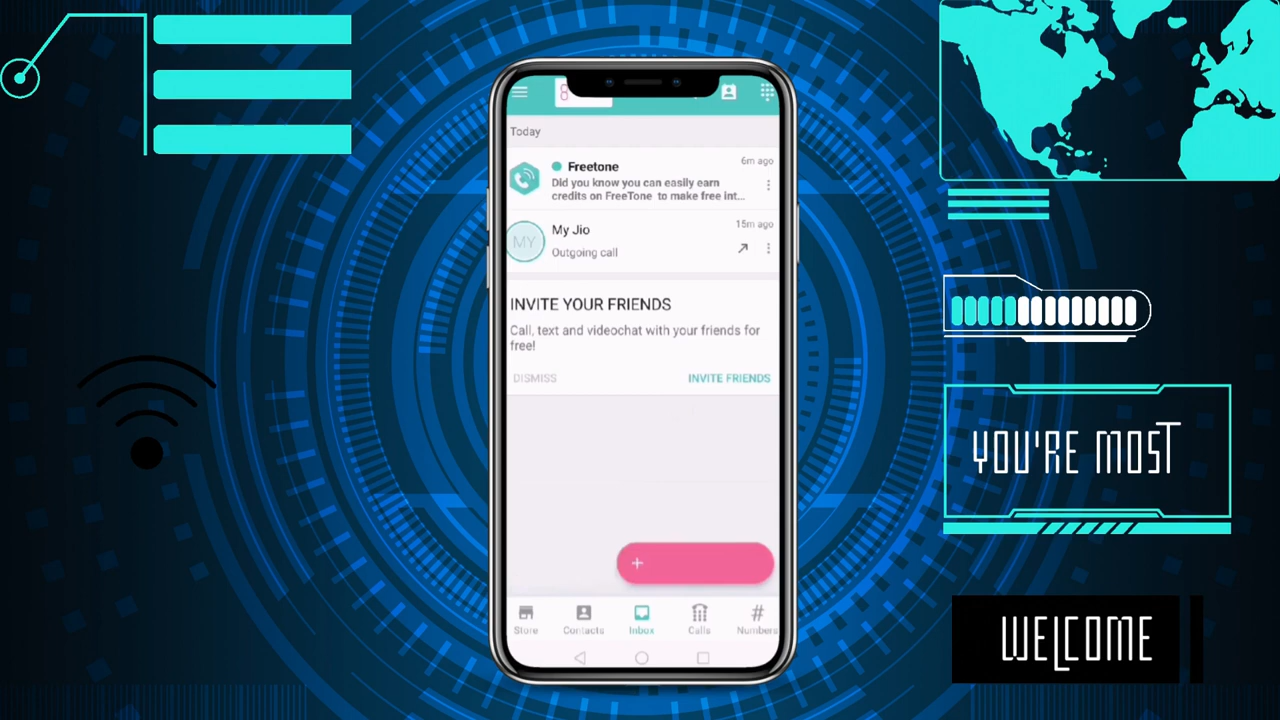 Today
Freetone
6m ago
Did you know you can easily earn
credits on FreeTone to make free int...
MY
My Jio
15m ago
Outgoing call
INVITE YOUR FRIENDS
Call, text and videochat with your friends for
free!
DISMISS
INVITE FRIENDS
Store
Contacts
Inbox
Calls
Numbers
YOU'RE MOST
WELCOME